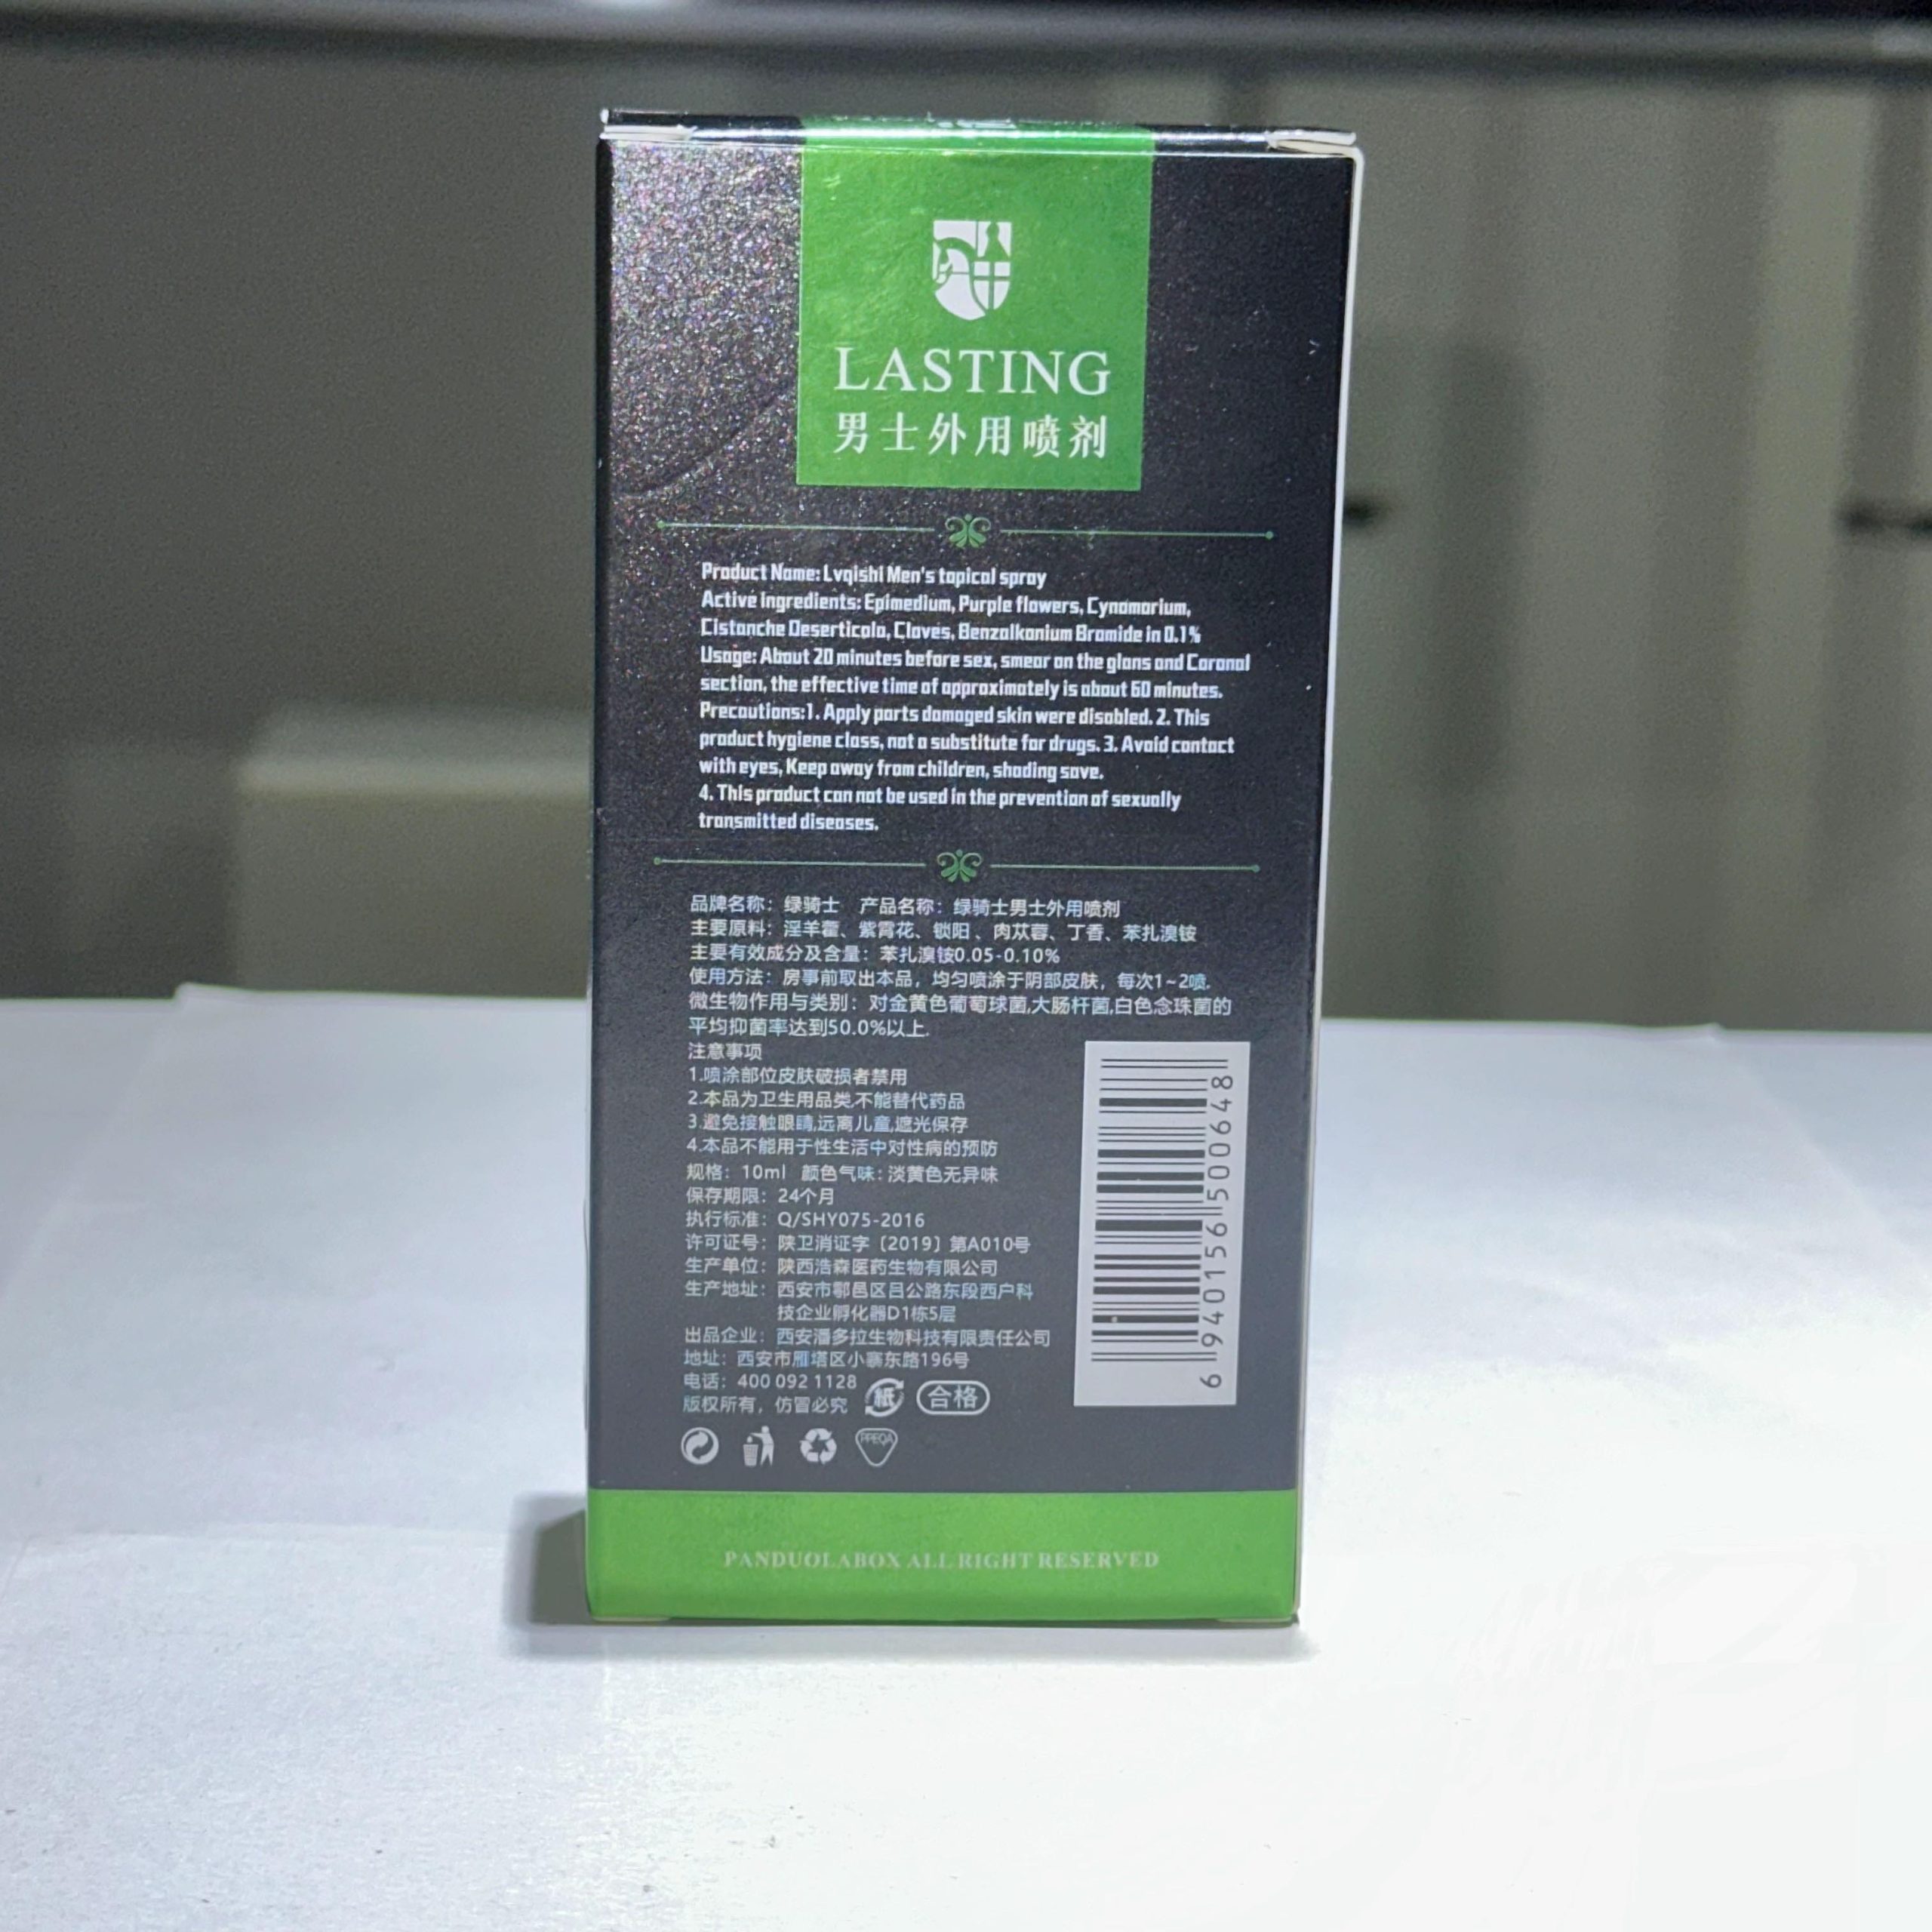 LASTING
男士外用喷剂
Product Name: Lvqishi Men's topical spray
Active ingredients: Epimedium, Purple flowers, Cynomorium,
Cistanche Deserticola, Cloves, Benzalkonium Bromide in 0.1%
Usage: About 20 minutes before sex, smear on the glans and Coronal
section, the effective time of approximately is about 60 minutes.
Precautions:1. Apply parts damaged skin were disabled. 2. This
product hygiene class, not a substitute for drugs. 3. Avoid contact
with eyes, Keep away from children, shading save.
4. This product can not be used in the prevention of sexually
transmitted diseases.
品牌名称：绿骑士 产品名称：绿骑士男士外用喷剂
主要原料：淫羊藿、紫霄花、锁阳、肉苁蓉、丁香、苯扎溴铵
主要有效成分及含量：苯扎溴铵0.05-0.10%
使用方法：房事前取出本品，均匀喷涂于阴部皮肤，每次1~2喷.
微生物作用与类别：对金黄色葡萄球菌,大肠杆菌,白色念珠菌的
平均抑菌率达到50.0%以上.
注意事项
1.喷涂部位皮肤破损者禁用
2.本品为卫生用品类,不能替代药品
3.避免接触眼睛,远离儿童,遮光保存
4.本品不能用于性生活中对性病的预防
规格：10ml 颜色气味：淡黄色无异味
保存期限：24个月
执行标准：Q/SHY075-2016
许可证号：陕卫消证字〔2019〕第A010号
生产单位：陕西浩森医药生物有限公司
生产地址：西安市鄠邑区吕公路东段西户科
技企业孵化器D1栋5层
出品企业：西安潘多拉生物科技有限责任公司
地址：西安市雁塔区小寨东路196号
电话：400 092 1128
版权所有，仿冒必究 紙 合格
PPEQA
6940156500648
PANDUOLABOX ALL RIGHT RESERVED